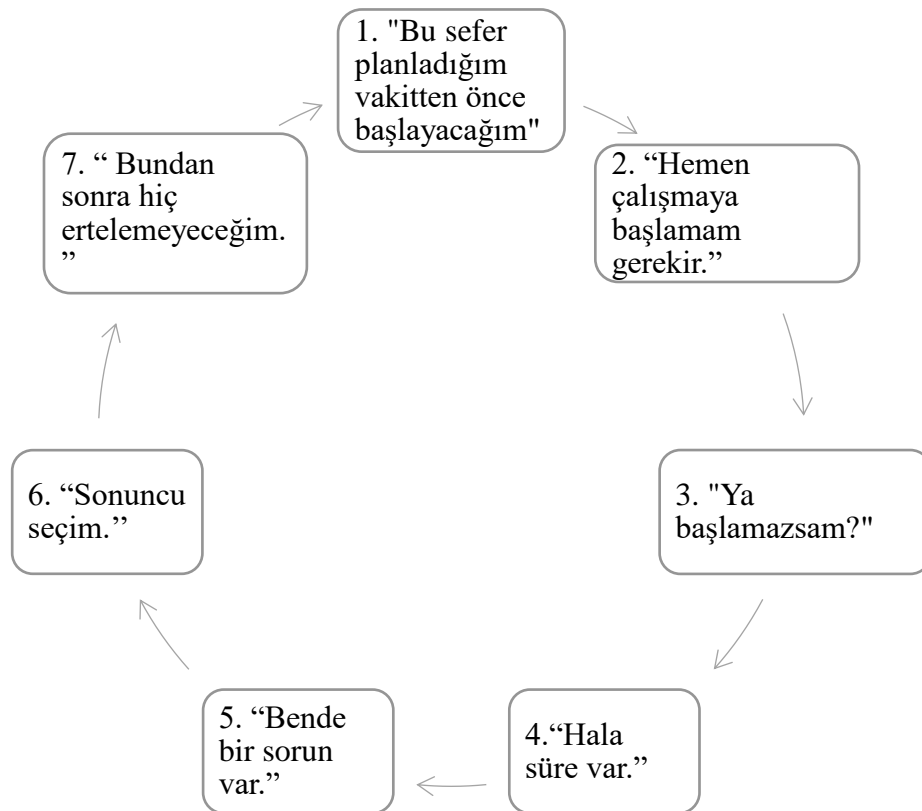 1. "Bu sefer
planladığım
vakitten önce
başlayacağım"
2. “Hemen
çalışmaya
başlamam
gerekir.”
3. "Ya
başlamazsam?"
4.“Hala
süre var.”
5. “Bende
bir sorun
var.”
6. “Sonuncu
seçim.”
7. “ Bundan
sonra hiç
ertelemeyeceğim.
”